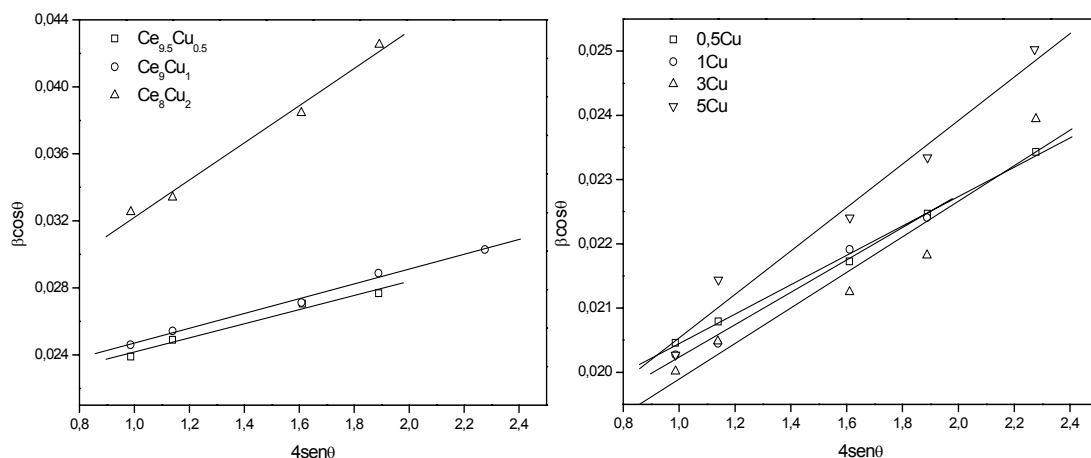 0,044
0,040
0,036
0,032
0,028
0,024
βcosθ
Ce9.5Cu0.5
Ce9Cu1
Ce8Cu2
0,8 1,0 1,2 1,4 1,6 1,8 2,0 2,2 2,4
4senθ
0,025
0,024
0,023
0,022
0,021
0,020
βcosθ
0,5Cu
1Cu
3Cu
5Cu
0,8 1,0 1,2 1,4 1,6 1,8 2,0 2,2 2,4
4senθ